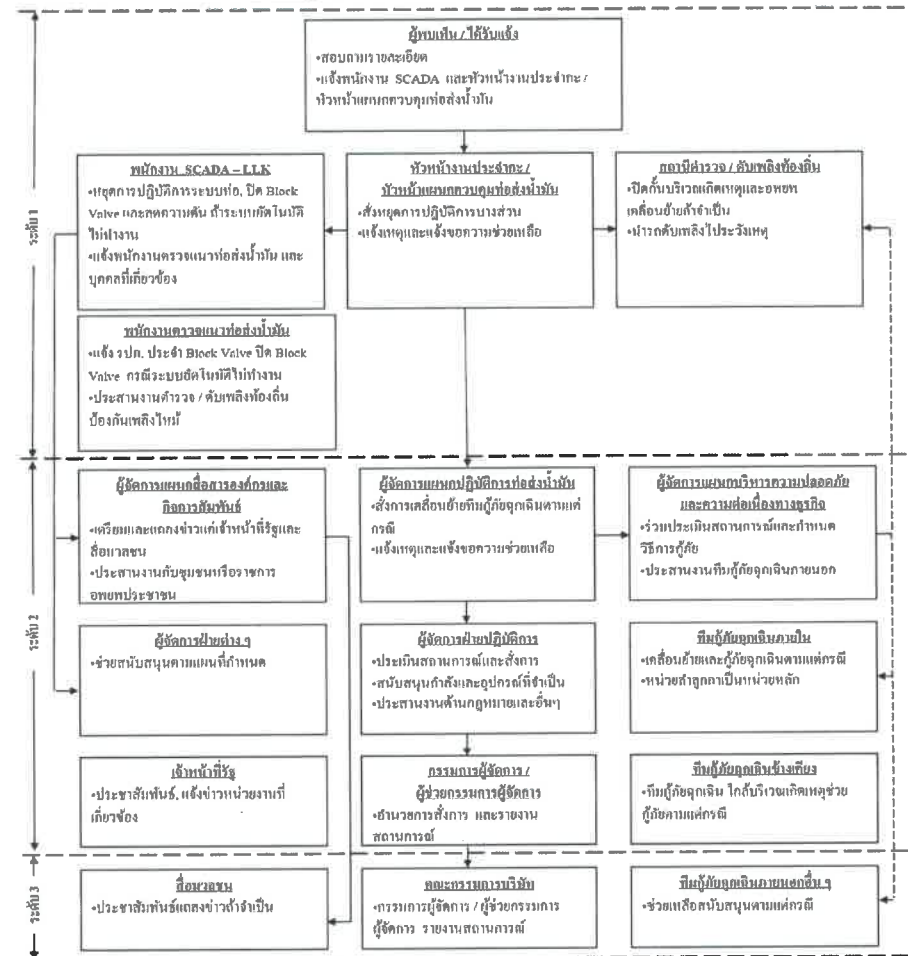 ผู้พบเห็น / ได้รับแจ้ง
•สอบถามรายละเอียด
•แจ้งพนักงาน SCADA และหัวหน้างานประจำกะ /
หัวหน้าแผนกควบคุมท่อส่งน้ำมัน
ระดับ 1
พนักงาน SCADA – LLK
•หยุดการปฏิบัติการระบบท่อ, ปิด Block
Valve และลดความดัน ถ้าระบบอัตโนมัติ
ไม่ทำงาน
•แจ้งพนักงานตรวจแนวท่อส่งน้ำมัน และ
บุคคลที่เกี่ยวข้อง
หัวหน้างานประจำกะ /
หัวหน้าแผนกควบคุมท่อส่งน้ำมัน
•สั่งหยุดการปฏิบัติการบางส่วน
•แจ้งเหตุและแจ้งขอความช่วยเหลือ
สถานีตำรวจ / ดับเพลิงท้องถิ่น
•ปิดกั้นบริเวณเกิดเหตุและอพยพ
เคลื่อนย้ายถ้าจำเป็น
•นำรถดับเพลิงไประวังเหตุ
พนักงานตรวจแนวท่อส่งน้ำมัน
•แจ้ง รปภ. ประจำ Block Valve ปิด Block
Valve กรณีระบบอัตโนมัติไม่ทำงาน
•ประสานงานตำรวจ / ดับเพลิงท้องถิ่น
ป้องกันเพลิงไหม้
ระดับ 2
ผู้จัดการแผนกสื่อสารองค์กรและ
กิจการสัมพันธ์
•เตรียมและแถลงข่าวแก่เจ้าหน้าที่รัฐและ
สื่อมวลชน
•ประสานงานกับชุมชนหรือราชการ
อพยพประชาชน
ผู้จัดการแผนกปฏิบัติการท่อส่งน้ำมัน
•สั่งการเคลื่อนย้ายทีมกู้ภัยฉุกเฉินตามแต่
กรณี
•แจ้งเหตุและแจ้งขอความช่วยเหลือ
ผู้จัดการแผนกบริหารความปลอดภัย
และความต่อเนื่องทางธุรกิจ
•ร่วมประเมินสถานการณ์และกำหนด
วิธีการกู้ภัย
•ประสานงานทีมกู้ภัยฉุกเฉินภายนอก
ผู้จัดการฝ่ายต่าง ๆ
•ช่วยสนับสนุนตามแผนที่กำหนด
ผู้จัดการฝ่ายปฏิบัติการ
•ประเมินสถานการณ์และสั่งการ
•สนับสนุนกำลังและอุปกรณ์ที่จำเป็น
•ประสานงานด้านกฎหมายและอื่นๆ
ทีมกู้ภัยฉุกเฉินภายใน
•เคลื่อนย้ายและกู้ภัยฉุกเฉินตามแต่กรณี
•หน่วยลำลูกกาเป็นหน่วยหลัก
เจ้าหน้าที่รัฐ
•ประชาสัมพันธ์, แจ้งข่าวหน่วยงานที่
เกี่ยวข้อง
กรรมการผู้จัดการ /
ผู้ช่วยกรรมการผู้จัดการ
•อำนวยการสั่งการ และรายงาน
สถานการณ์
ทีมกู้ภัยฉุกเฉินข้างเคียง
•ทีมกู้ภัยฉุกเฉิน ใกล้บริเวณเกิดเหตุช่วย
กู้ภัยตามแต่กรณี
ระดับ 3
สื่อมวลชน
•ประชาสัมพันธ์แถลงข่าวถ้าจำเป็น
คณะกรรมการบริษัท
•กรรมการผู้จัดการ / ผู้ช่วยกรรมการ
ผู้จัดการ รายงานสถานการณ์
ทีมกู้ภัยฉุกเฉินภายนอกอื่น ๆ
•ช่วยเหลือสนับสนุนตามแต่กรณี